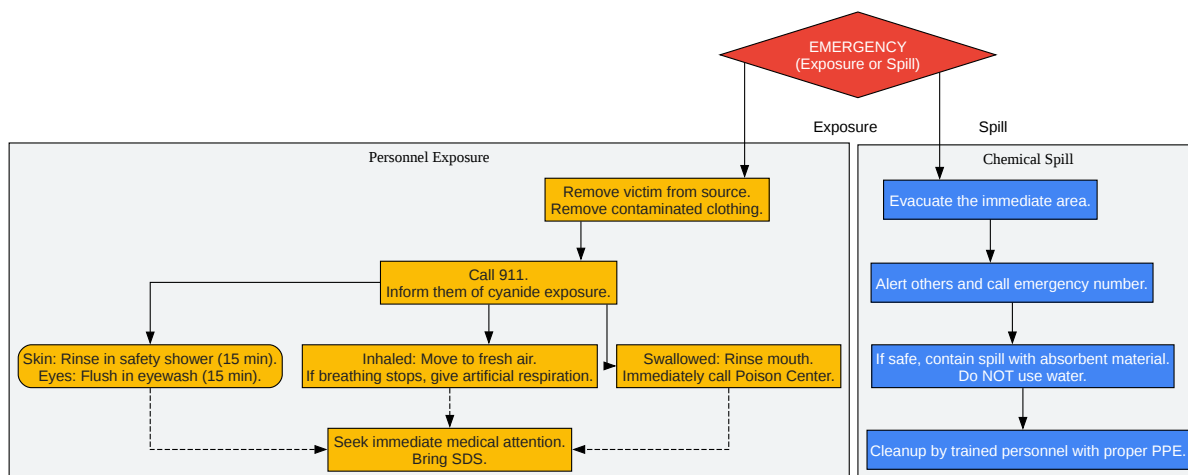 EMERGENCY
(Exposure or Spill)
Exposure
Spill
Personnel Exposure
Remove victim from source.
Remove contaminated clothing.
Call 911.
Inform them of cyanide exposure.
Skin: Rinse in safety shower (15 min).
Eyes: Flush in eyewash (15 min).
Inhaled: Move to fresh air.
If breathing stops, give artificial respiration.
Swallowed: Rinse mouth.
Immediately call Poison Center.
Seek immediate medical attention.
Bring SDS.
Chemical Spill
Evacuate the immediate area.
Alert others and call emergency number.
If safe, contain spill with absorbent material.
Do NOT use water.
Cleanup by trained personnel with proper PPE.